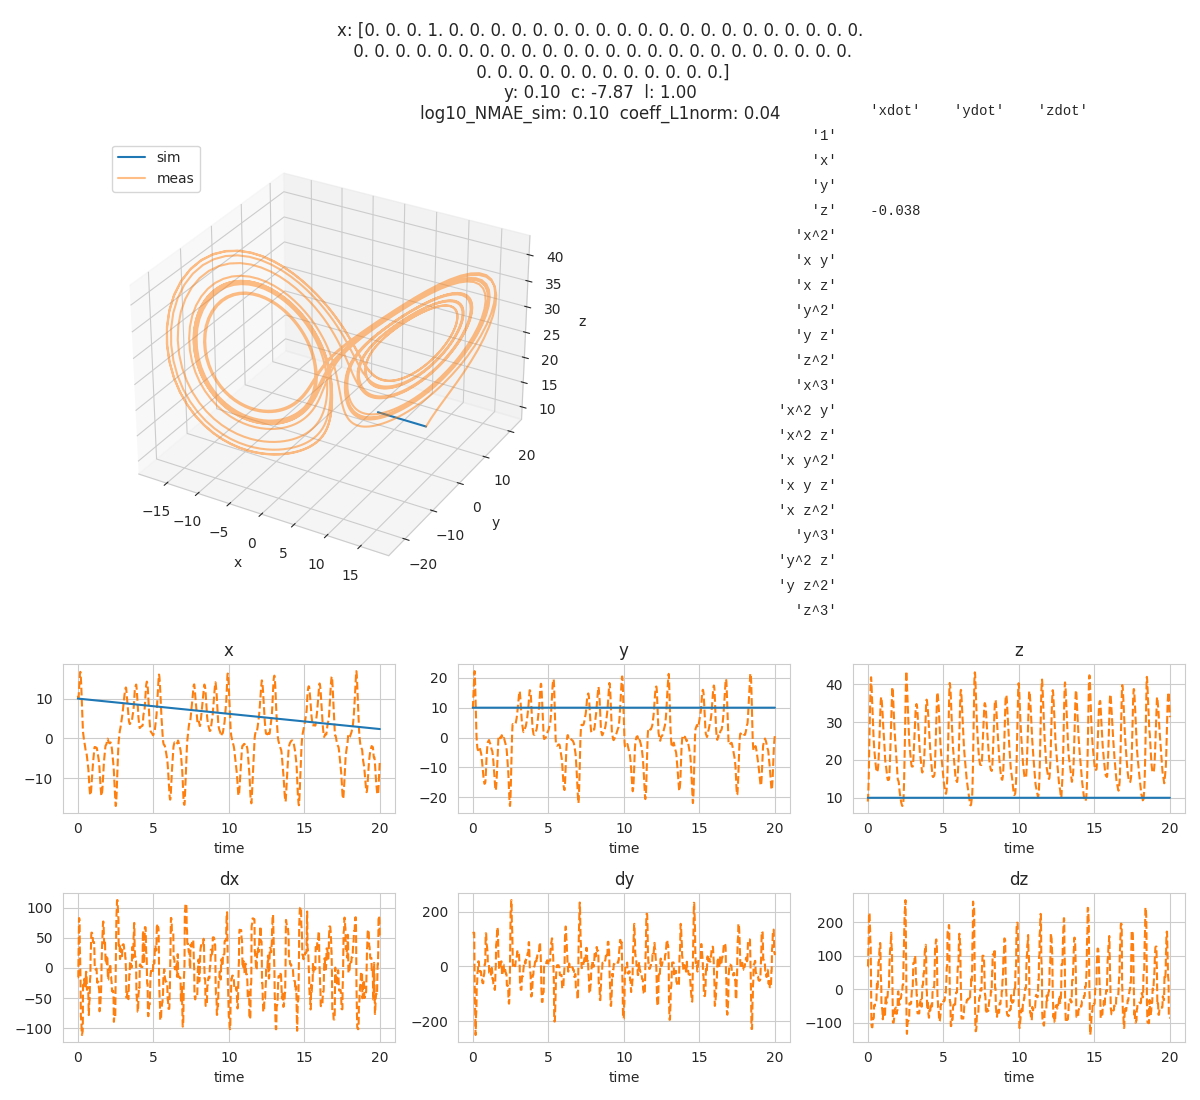 x: [0. 0. 0. 1. 0. 0. 0. 0. 0. 0. 0. 0. 0. 0. 0. 0. 0. 0. 0. 0. 0. 0. 0. 0.
0. 0. 0. 0. 0. 0. 0. 0. 0. 0. 0. 0. 0. 0. 0. 0. 0. 0. 0. 0. 0. 0. 0. 0.
0. 0. 0. 0. 0. 0. 0. 0. 0. 0. 0. 0.]
y: 0.10 c: -7.87 l: 1.00
log10_NMAE_sim: 0.10 coeff_L1norm: 0.04
'xdot' 'ydot' 'zdot'
'1'
'x'
'y'
'z' -0.038
'x^2'
'x y'
'x z'
'y^2'
'y z'
'z^2'
'x^3'
'x^2 y'
'x^2 z'
'x y^2'
'x y z'
'x z^2'
'y^3'
'y^2 z'
'y z^2'
'z^3'
sim
meas
40
35
30
25
20
15
10
z
−15
−10
−5
0
5
10
15
x
−20
−10
0
10
20
y
x
10
0
−10
0 5 10 15 20
time
y
20
10
0
−10
−20
0 5 10 15 20
time
z
40
30
20
10
0 5 10 15 20
time
dx
100
50
0
−50
−100
0 5 10 15 20
time
dy
200
0
−200
0 5 10 15 20
time
dz
200
100
0
−100
0 5 10 15 20
time